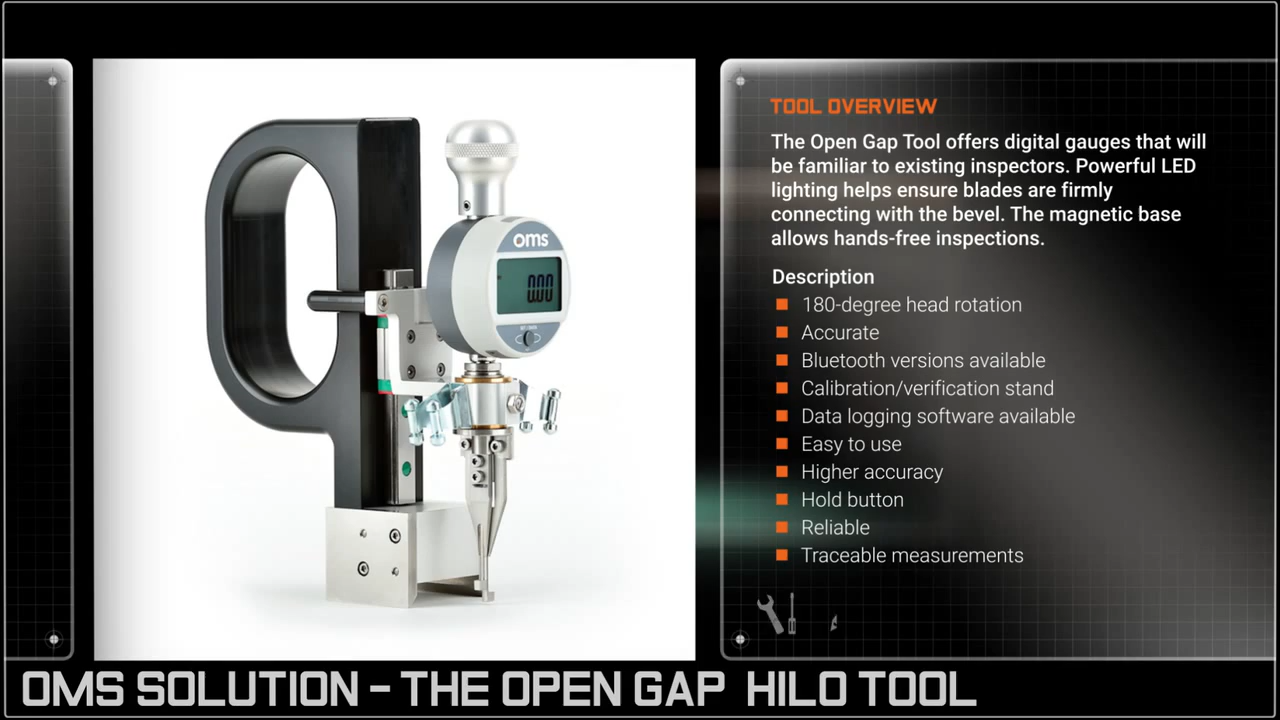 TOOL OVERVIEW
The Open Gap Tool offers digital gauges that will
be familiar to existing inspectors. Powerful LED
lighting helps ensure blades are firmly
connecting with the bevel. The magnetic base
allows hands-free inspections.
Description
180-degree head rotation
Accurate
Bluetooth versions available
Calibration/verification stand
Data logging software available
Easy to use
Higher accuracy
Hold button
Reliable
Traceable measurements
oms
0.00
OMS SOLUTION - THE OPEN GAP HILO TOOL